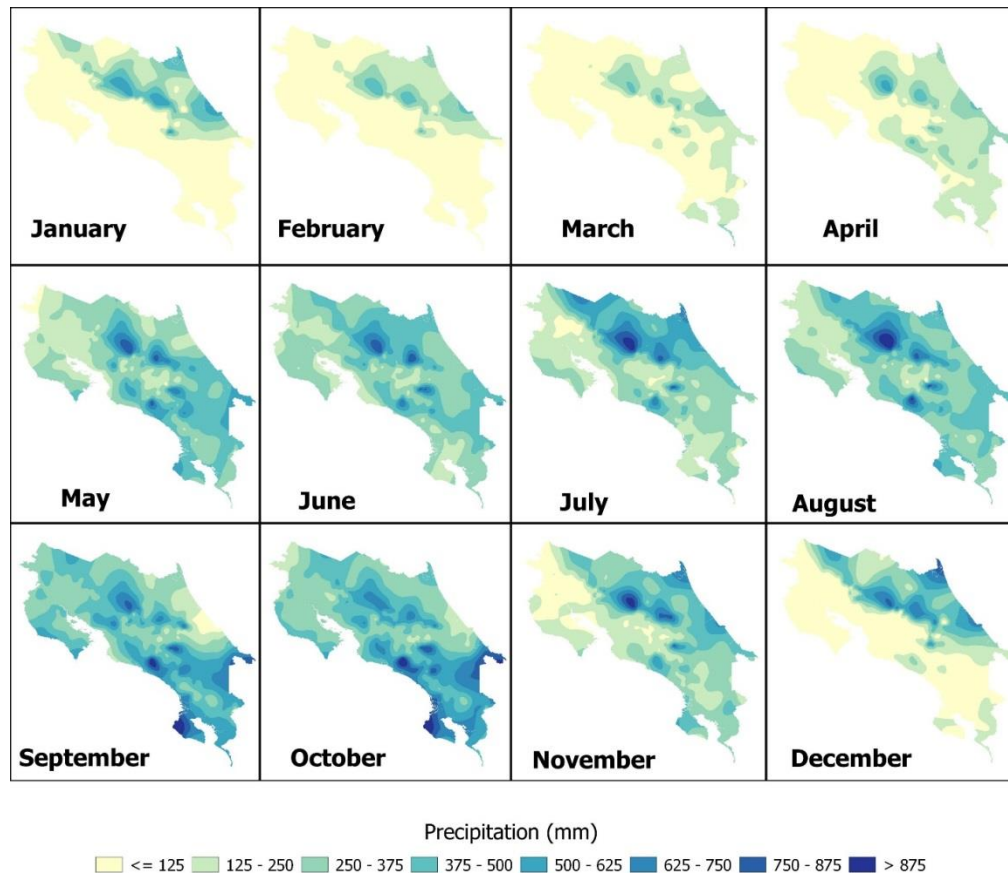 January
February
March
April
May
June
July
August
September
October
November
December
Precipitation (mm)
<= 125 125 - 250 250 - 375 375 - 500 500 - 625 625 - 750 750 - 875 > 875